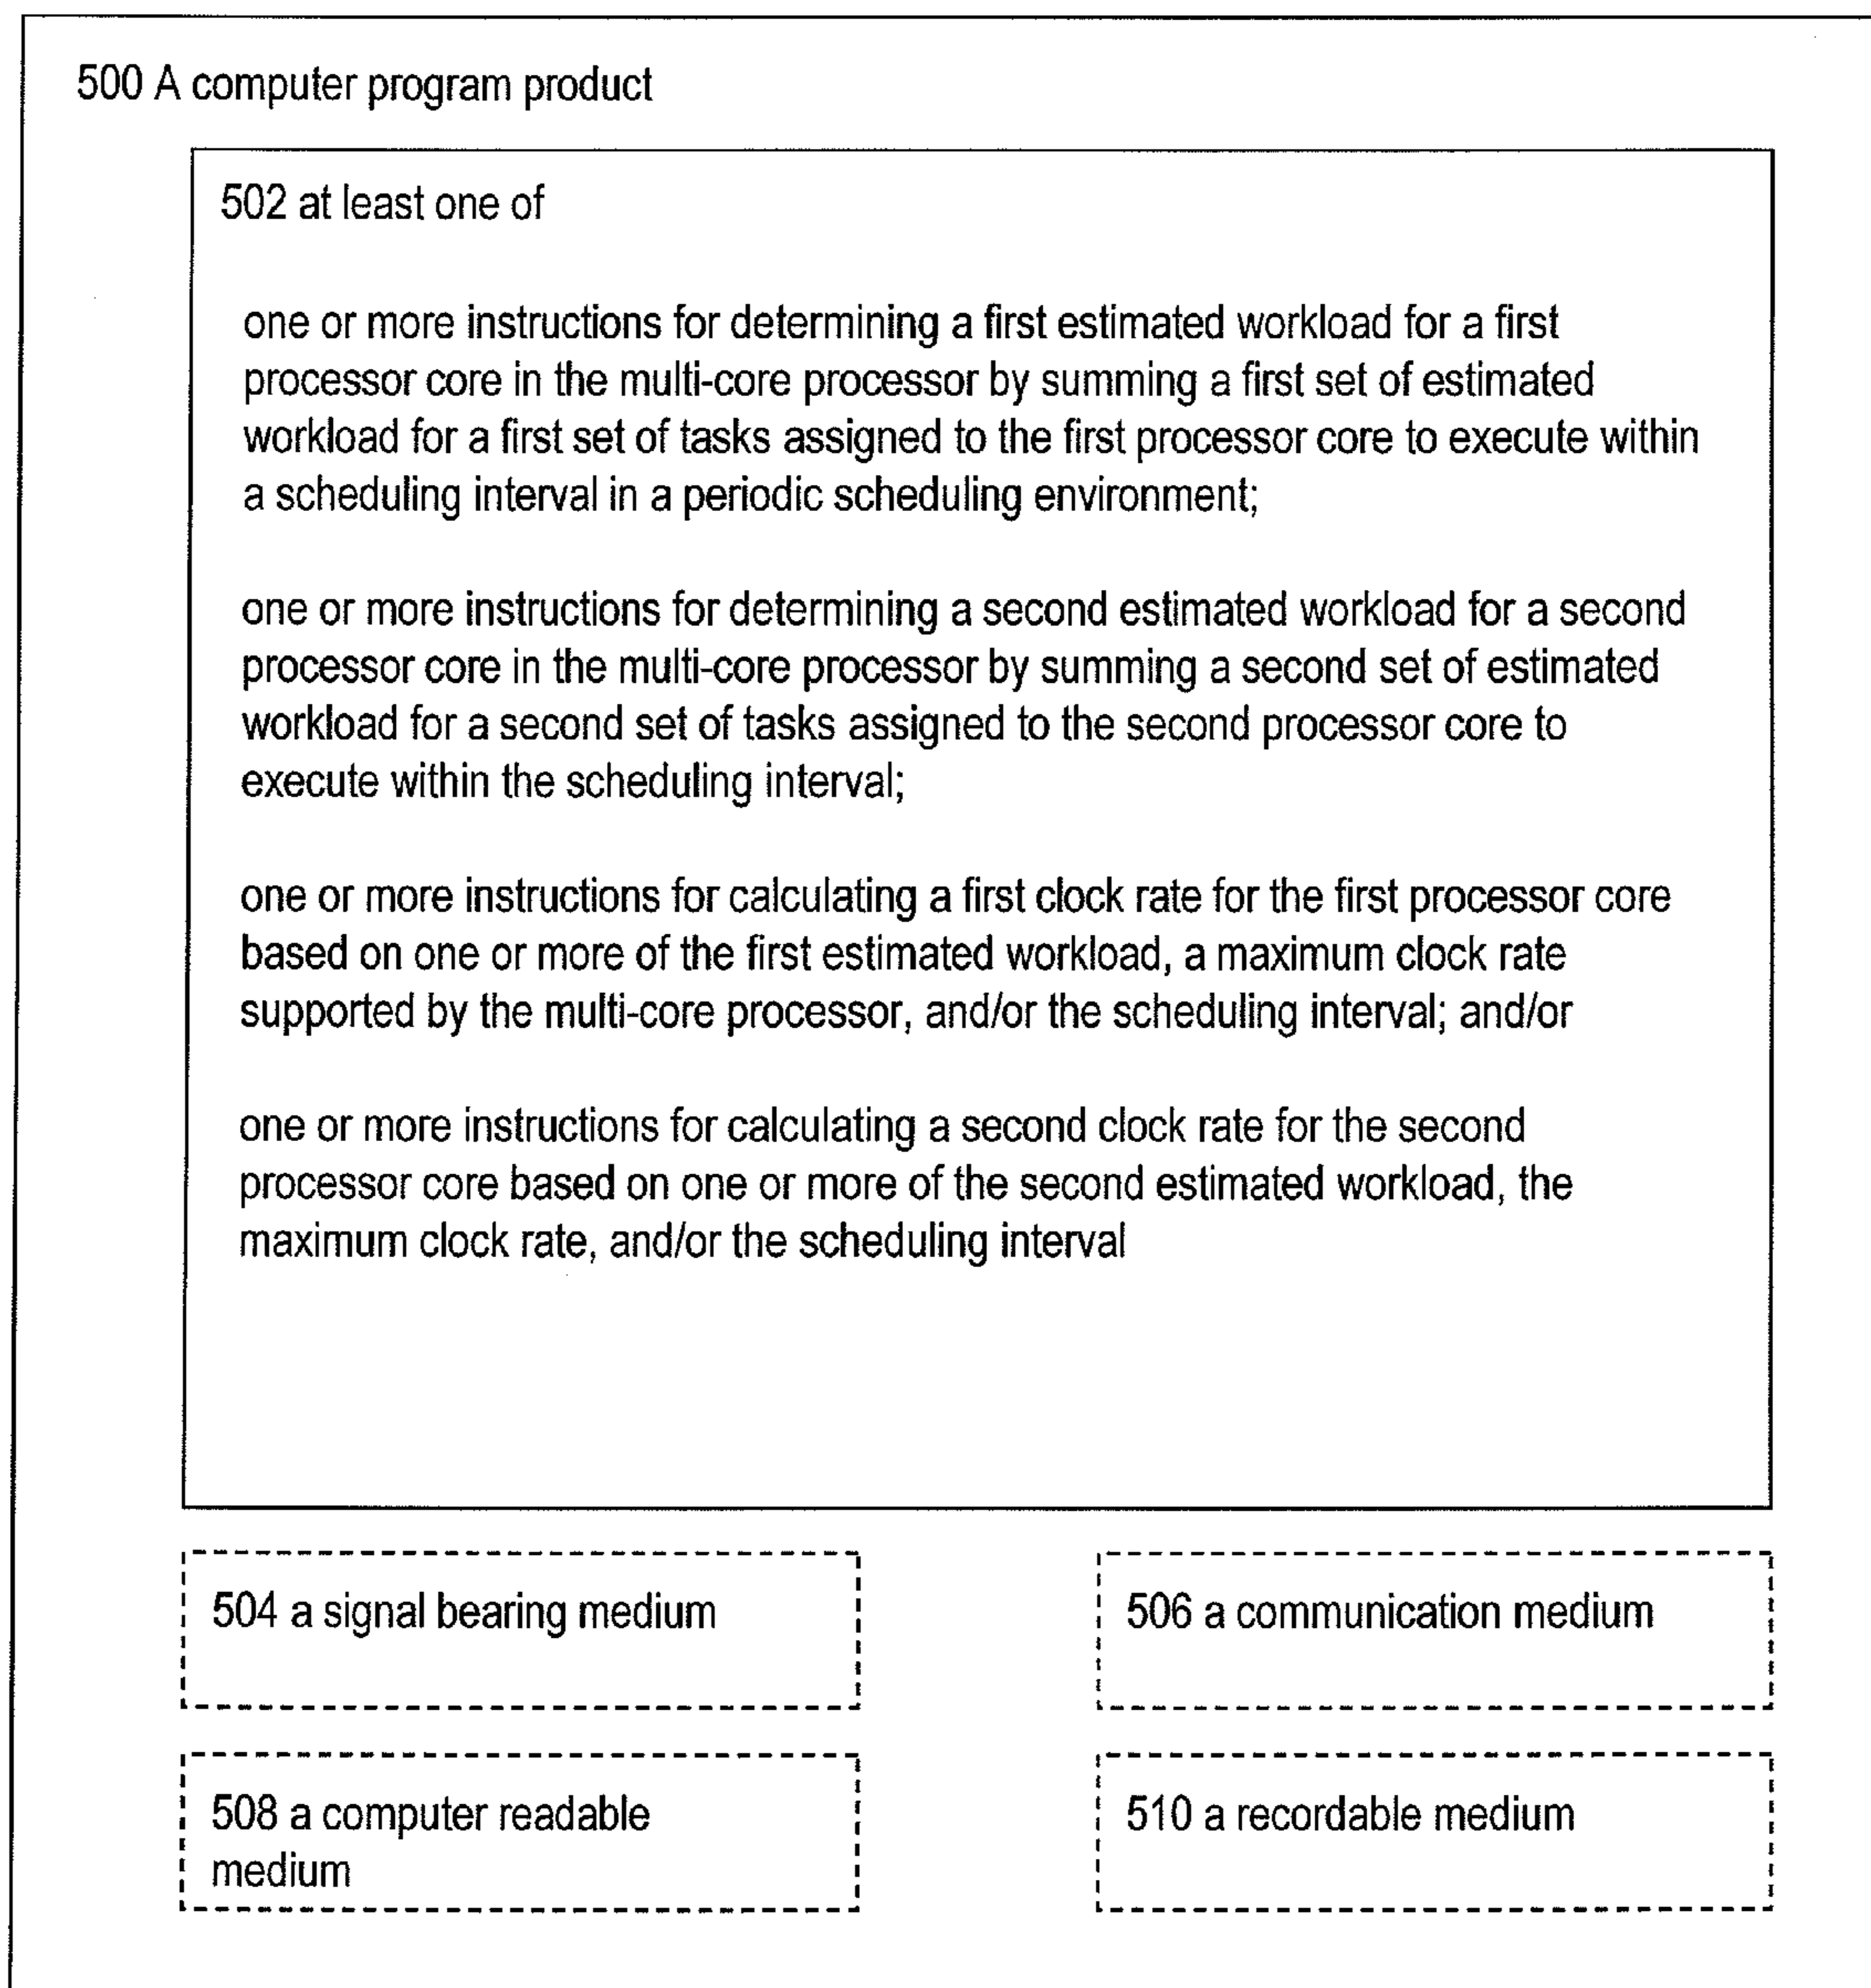 500 A computer program product
502 at least one of
one or more instructions for determining a first estimated workload for a first
processor core in the multi-core processor by summing a first set of estimated
workload for a first set of tasks assigned to the first processor core to execute within
a scheduling interval in a periodic scheduling environment;
one or more instructions for determining a second estimated workload for a second
processor core in the multi-core processor by summing a second set of estimated
workload for a second set of tasks assigned to the second processor core to
execute within the scheduling interval;
one or more instructions for calculating a first clock rate for the first processor core
based on one or more of the first estimated workload, a maximum clock rate
supported by the multi-core processor, and/or the scheduling interval; and/or
one or more instructions for calculating a second clock rate for the second
processor core based on one or more of the second estimated workload, the
maximum clock rate, and/or the scheduling interval
504 a signal bearing medium
506 a communication medium
508 a computer readable
medium
510 a recordable medium